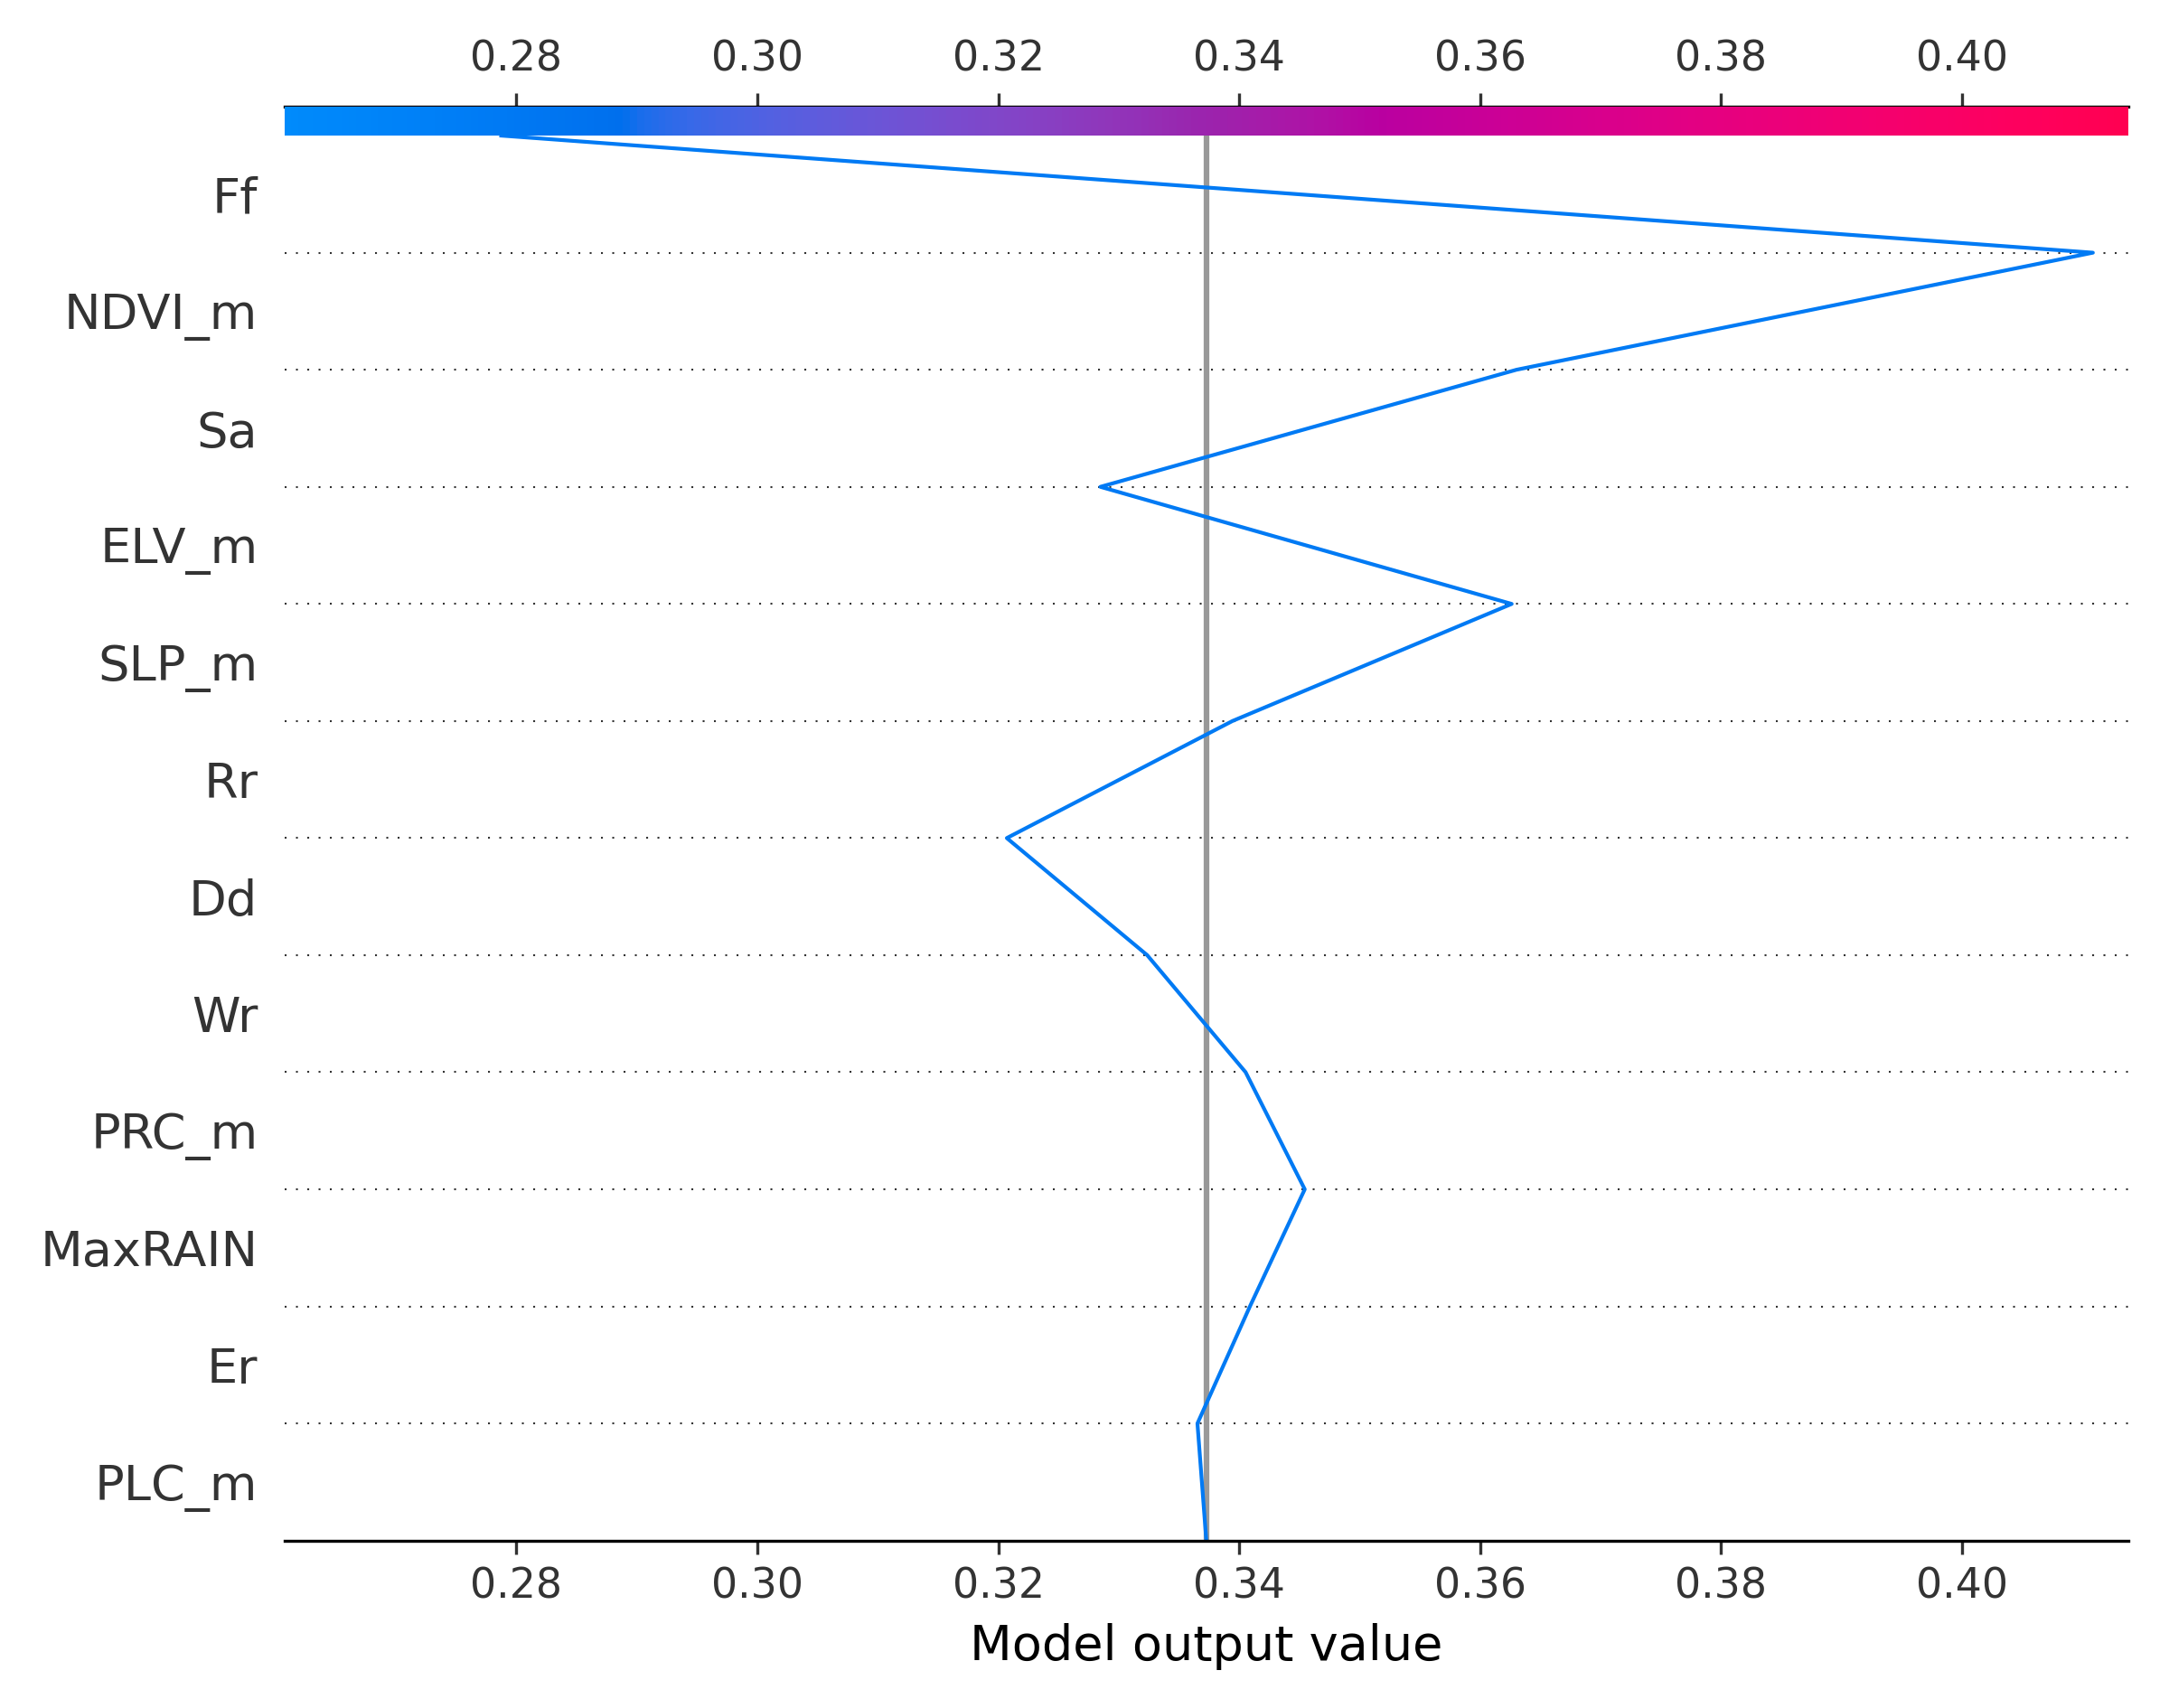 0.28 0.30 0.32 0.34 0.36 0.38 0.40
Ff
NDVI_m
Sa
ELV_m
SLP_m
Rr
Dd
Wr
PRC_m
MaxRAIN
Er
PLC_m
0.28 0.30 0.32 0.34 0.36 0.38 0.40
Model output value